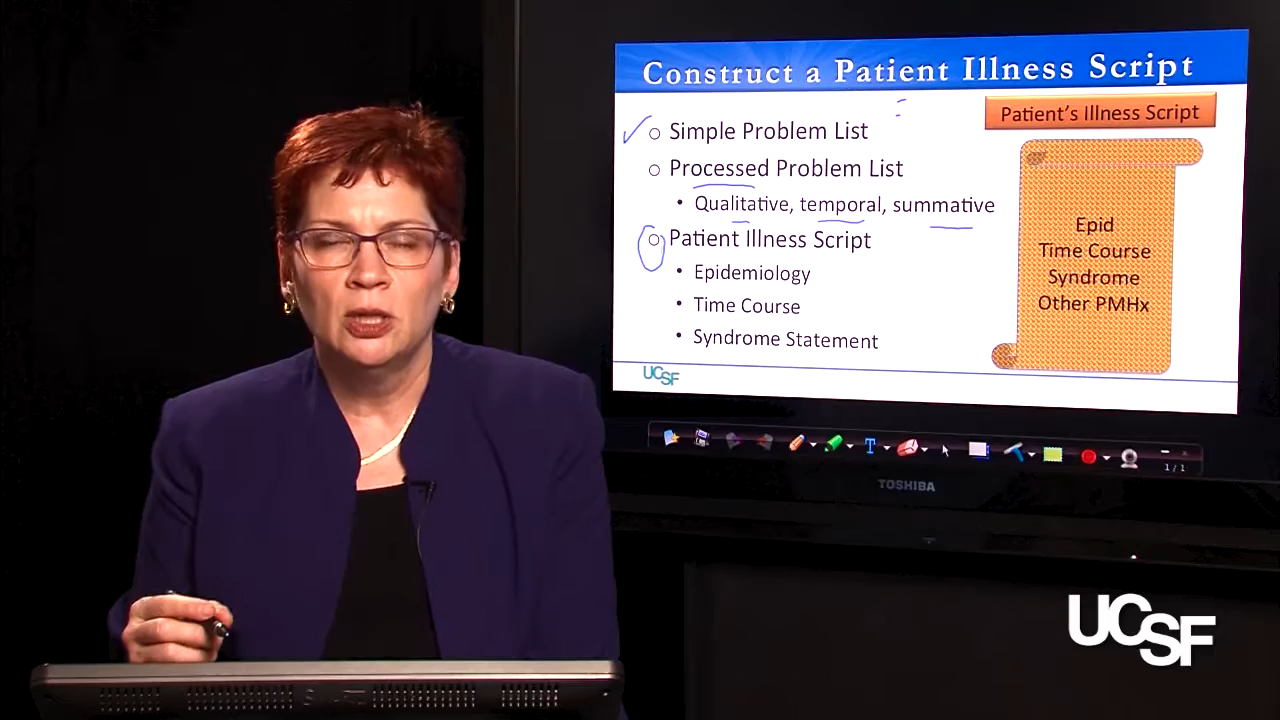 Construct a Patient Illness Script
Patient's Illness Script
Simple Problem List
Processed Problem List
Qualitative, temporal, summative
Patient Illness Script
Epidemiology
Time Course
Syndrome Statement
Epid
Time Course
Syndrome
Other PMHx
UCSF
1/1
TOSHIBA
UCSF